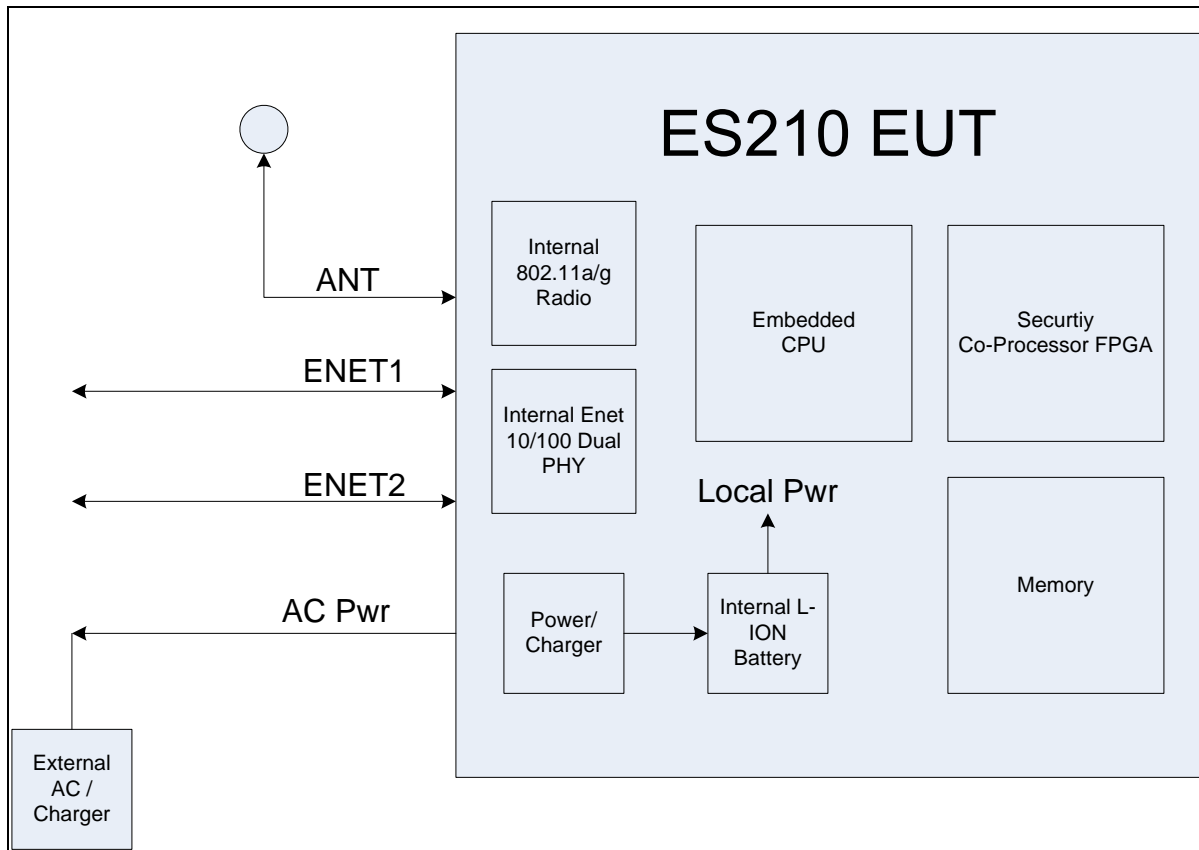 ES210 EUT
Internal
802.11a/g
Radio
ANT
Embedded
CPU
Securtiy
Co-Processor FPGA
ENET1
Internal Enet
10/100 Dual
PHY
ENET2
Local Pwr
Memory
AC Pwr
Power/
Charger
Internal L-
ION
Battery
External
AC /
Charger